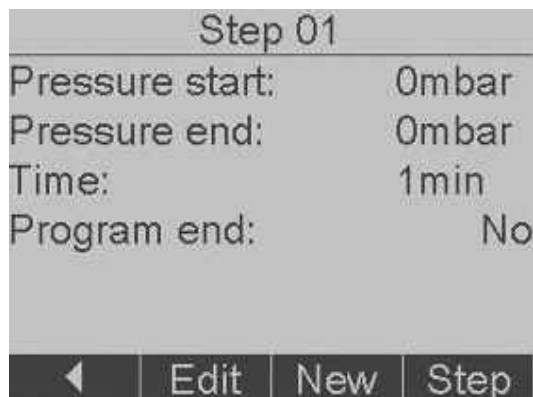 Step 01
Pressure start: 0mbar
Pressure end: 0mbar
Time: 1min
Program end: No
◀ Edit New Step